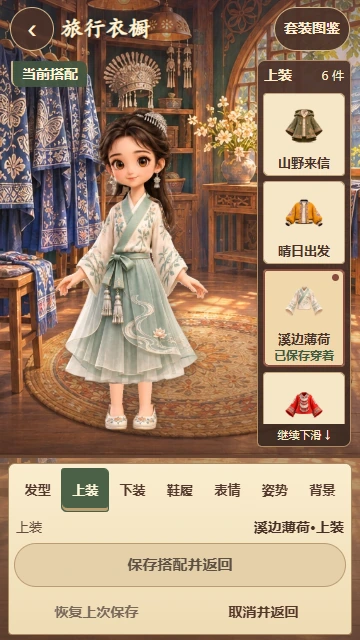 ‹ 旅行衣橱 套装图鉴
当前搭配
上装 6 件
山野来信
晴日出发
溪边薄荷
已保存穿着
继续下滑↓
发型 上装 下装 鞋履 表情 姿势 背景
上装 溪边薄荷·上装
保存搭配并返回
恢复上次保存 取消并返回